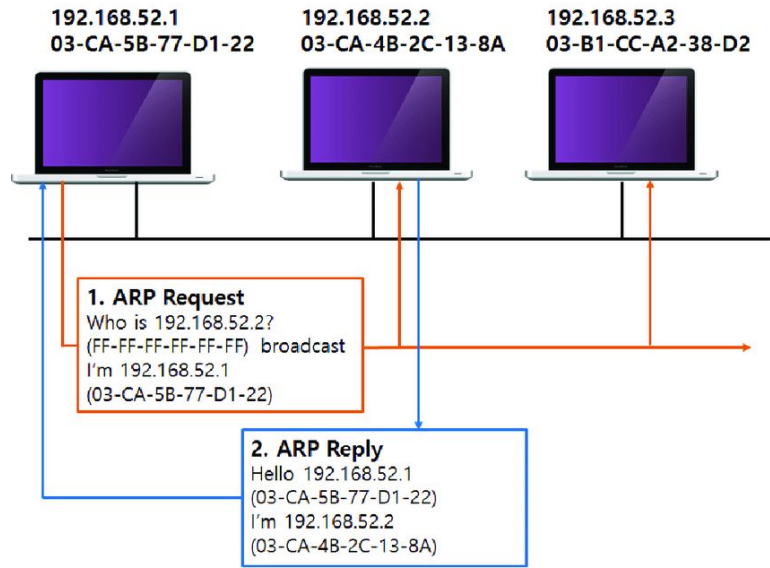 192.168.52.1
03-CA-5B-77-D1-22
192.168.52.2
03-CA-4B-2C-13-8A
192.168.52.3
03-B1-CC-A2-38-D2
1. ARP Request
Who is 192.168.52.2?
(FF-FF-FF-FF-FF-FF) broadcast
I'm 192.168.52.1
(03-CA-5B-77-D1-22)
2. ARP Reply
Hello 192.168.52.1
(03-CA-5B-77-D1-22)
I'm 192.168.52.2
(03-CA-4B-2C-13-8A)